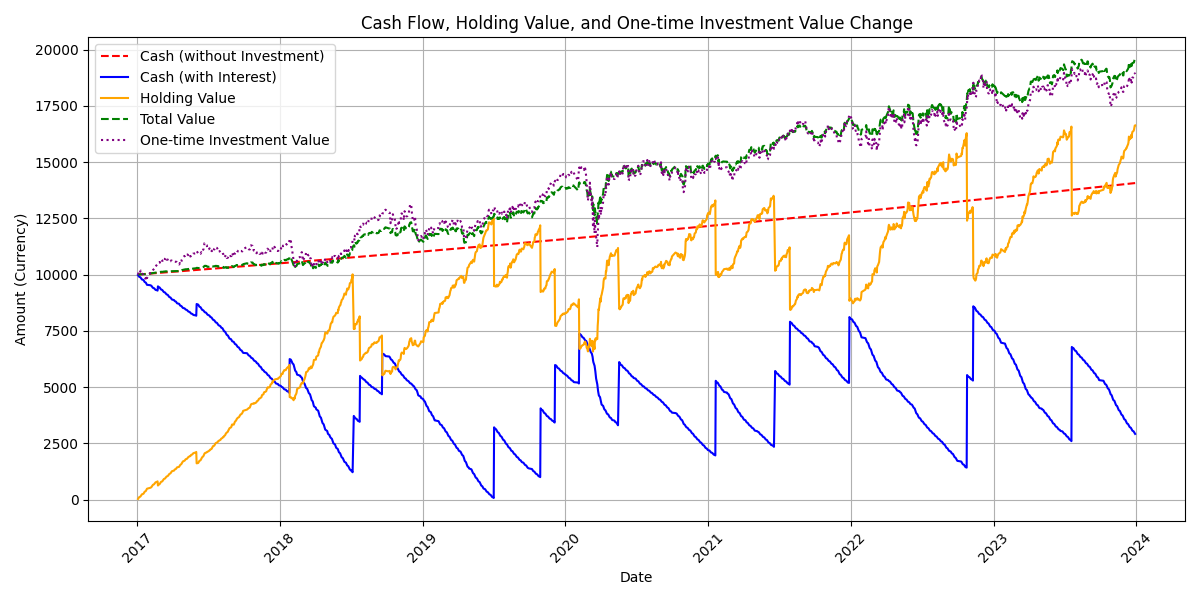 Cash Flow, Holding Value, and One-time Investment Value Change
Cash (without Investment)
Cash (with Interest)
Holding Value
Total Value
One-time Investment Value
Amount (Currency)
20000
17500
15000
12500
10000
7500
5000
2500
0
2017
2018
2019
2020
2021
2022
2023
2024
Date